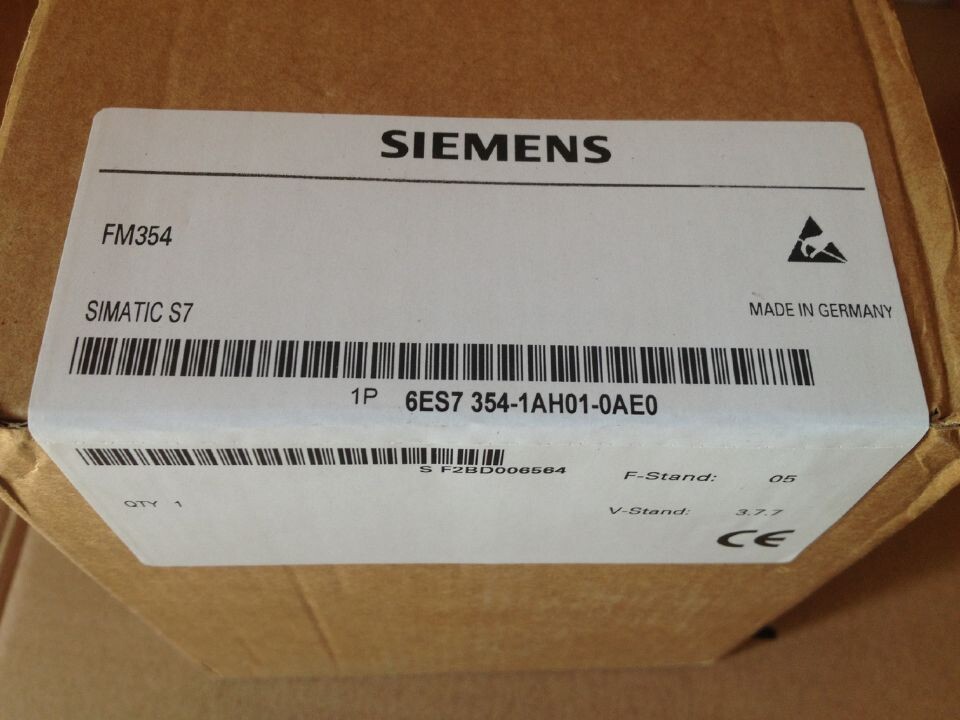 SIEMENS
FM354
SIMATIC S7
MADE IN GERMANY
1P 6ES7 354-1AH01-0AE0
S F2BD006564
F-Stand: 05
QTY 1
V-Stand: 3.7.7
CE